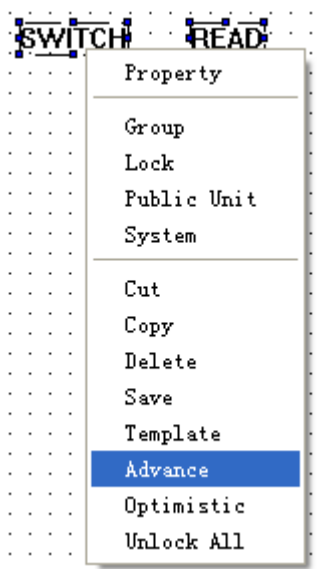 SWITCH READ
Property
Group
Lock
Public Unit
System
Cut
Copy
Delete
Save
Template
Advance
Optimistic
Unlock All